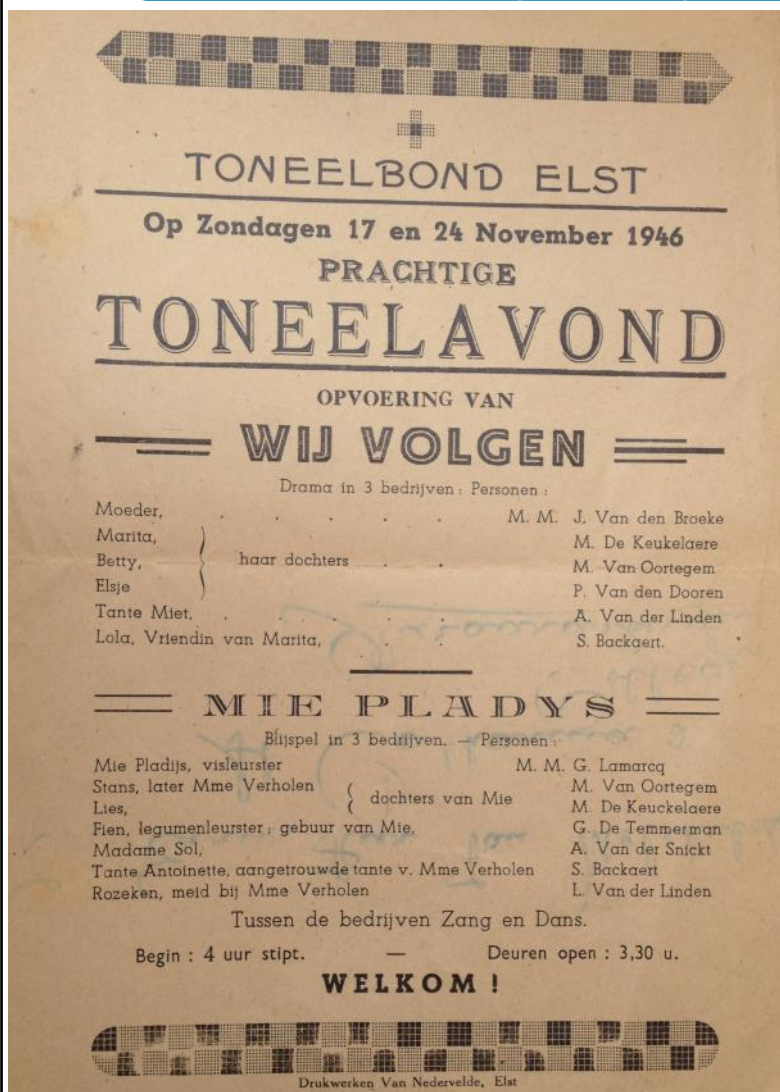 TONEELBOND ELST
Op Zondagen 17 en 24 November 1946
PRACHTIGE
TONEELAVOND
OPVOERING VAN
WIJ VOLGEN
Drama in 3 bedrijven : Personen :
Moeder, . . . . . M. M. J. Van den Broeke
Marita, M. De Keukelaere
Betty, haar dochters . . M. Van Oortegem
Elsje P. Van den Dooren
Tante Miet, . . . . . A. Van der Linden
Lola, Vriendin van Marita, . . . S. Backaert.
MIE PLADYS
Blijspel in 3 bedrijven. — Personen :
Mie Pladijs, visleurster M. M. G. Lamarcq
Stans, later Mme Verholen M. Van Oortegem
Lies, dochters van Mie M. De Keuckelaere
Fien, legumenleurster ; gebuur van Mie, G. De Temmerman
Madame Sol, A. Van der Snickt
Tante Antoinette, aangetrouwde tante v. Mme Verholen S. Backaert
Rozeken, meid bij Mme Verholen L. Van der Linden
Tussen de bedrijven Zang en Dans.
Begin : 4 uur stipt. — Deuren open : 3,30 u.
WELKOM !
Drukwerken Van Nedervelde, Elst